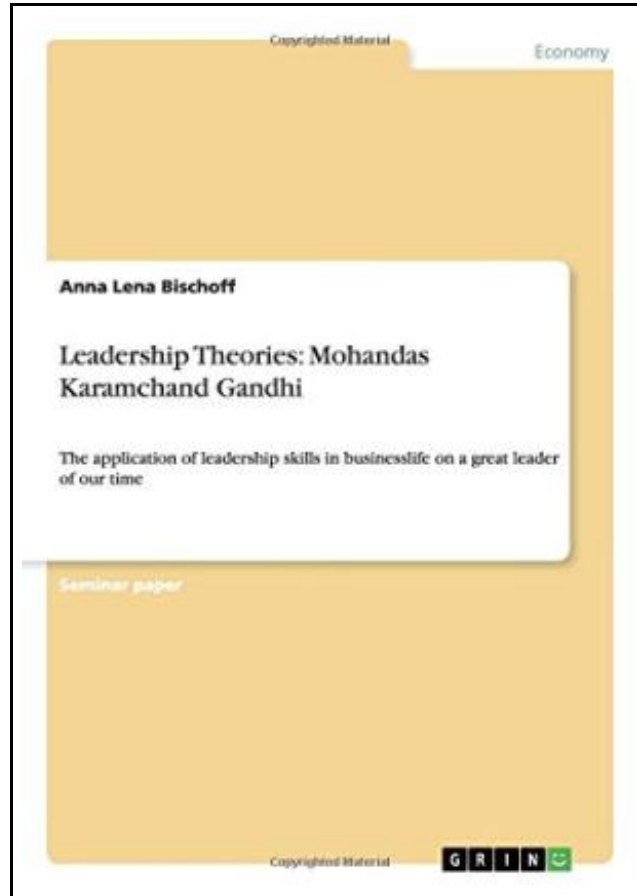 Copyrighted Material
Economy
Anna Lena Bischoff
Leadership Theories: Mohandas
Karamchand Gandhi
The application of leadership skills in businesslife on a great leader
of our time
Seminar paper
Copyrighted Material
GRIN